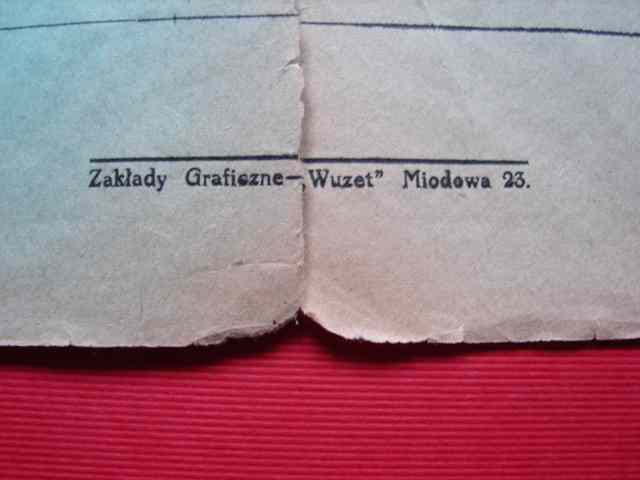 Zakłady Graficzne—„Wuzet” Miodowa 23.